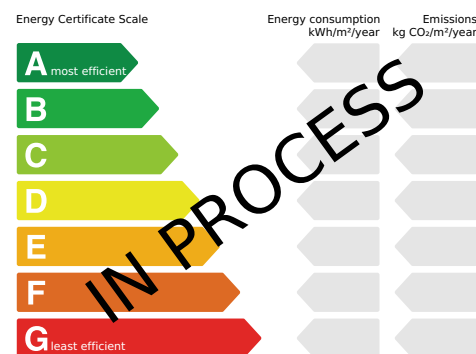 Energy Certificate Scale
Energy consumption
kWh/m²/year
Emissions
kg CO₂/m²/year
A most efficient
B
C
D
E
F
G least efficient
IN PROCESS